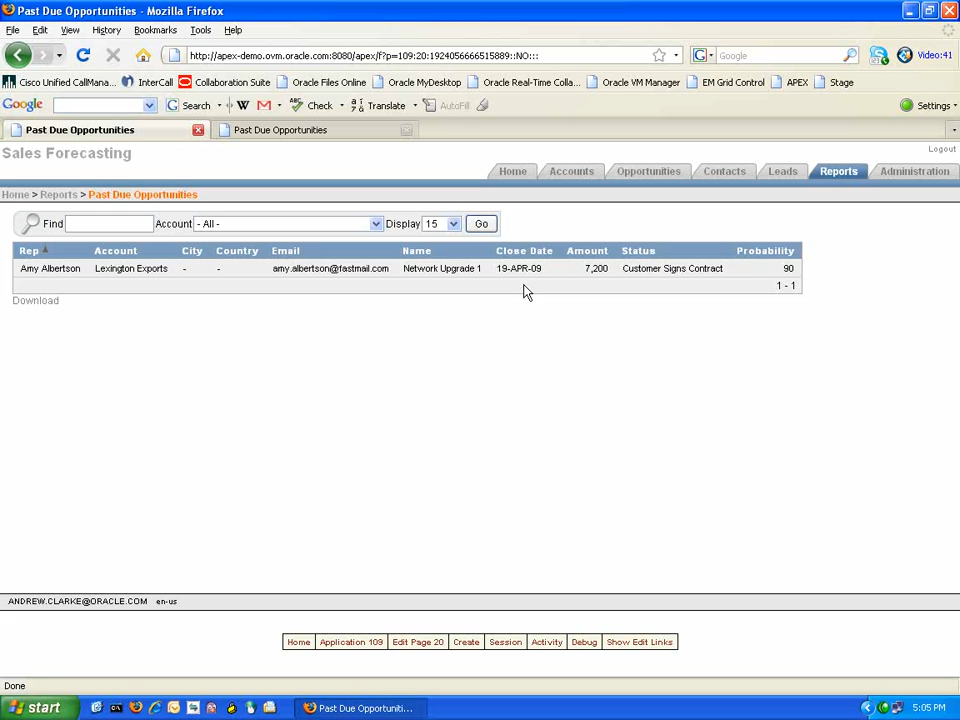 Past Due Opportunities - Mozilla Firefox
File Edit View History Bookmarks Tools Help
http://apex-demo.ovm.oracle.com:8080/apex/f?p=109:20:1924056666515889::NO::: Google Video:41
Cisco Unified CallMana... InterCall Collaboration Suite Oracle Files Online Oracle MyDesktop Oracle Real-Time Colla... Oracle VM Manager EM Grid Control APEX Stage
Google Search W Check Translate AutoFill Settings
Past Due Opportunities Past Due Opportunities
Sales Forecasting Logout
Home Accounts Opportunities Contacts Leads Reports Administration
Home > Reports > Past Due Opportunities
Find Account - All - Display 15 Go
Rep Account City Country Email Name Close Date Amount Status Probability
Amy Albertson Lexington Exports - - amy.albertson@fastmail.com Network Upgrade 1 19-APR-09 7,200 Customer Signs Contract 90
1 - 1
Download
ANDREW.CLARKE@ORACLE.COM en-us
Home Application 109 Edit Page 20 Create Session Activity Debug Show Edit Links
Done
start Past Due Opportuniti... 5:05 PM